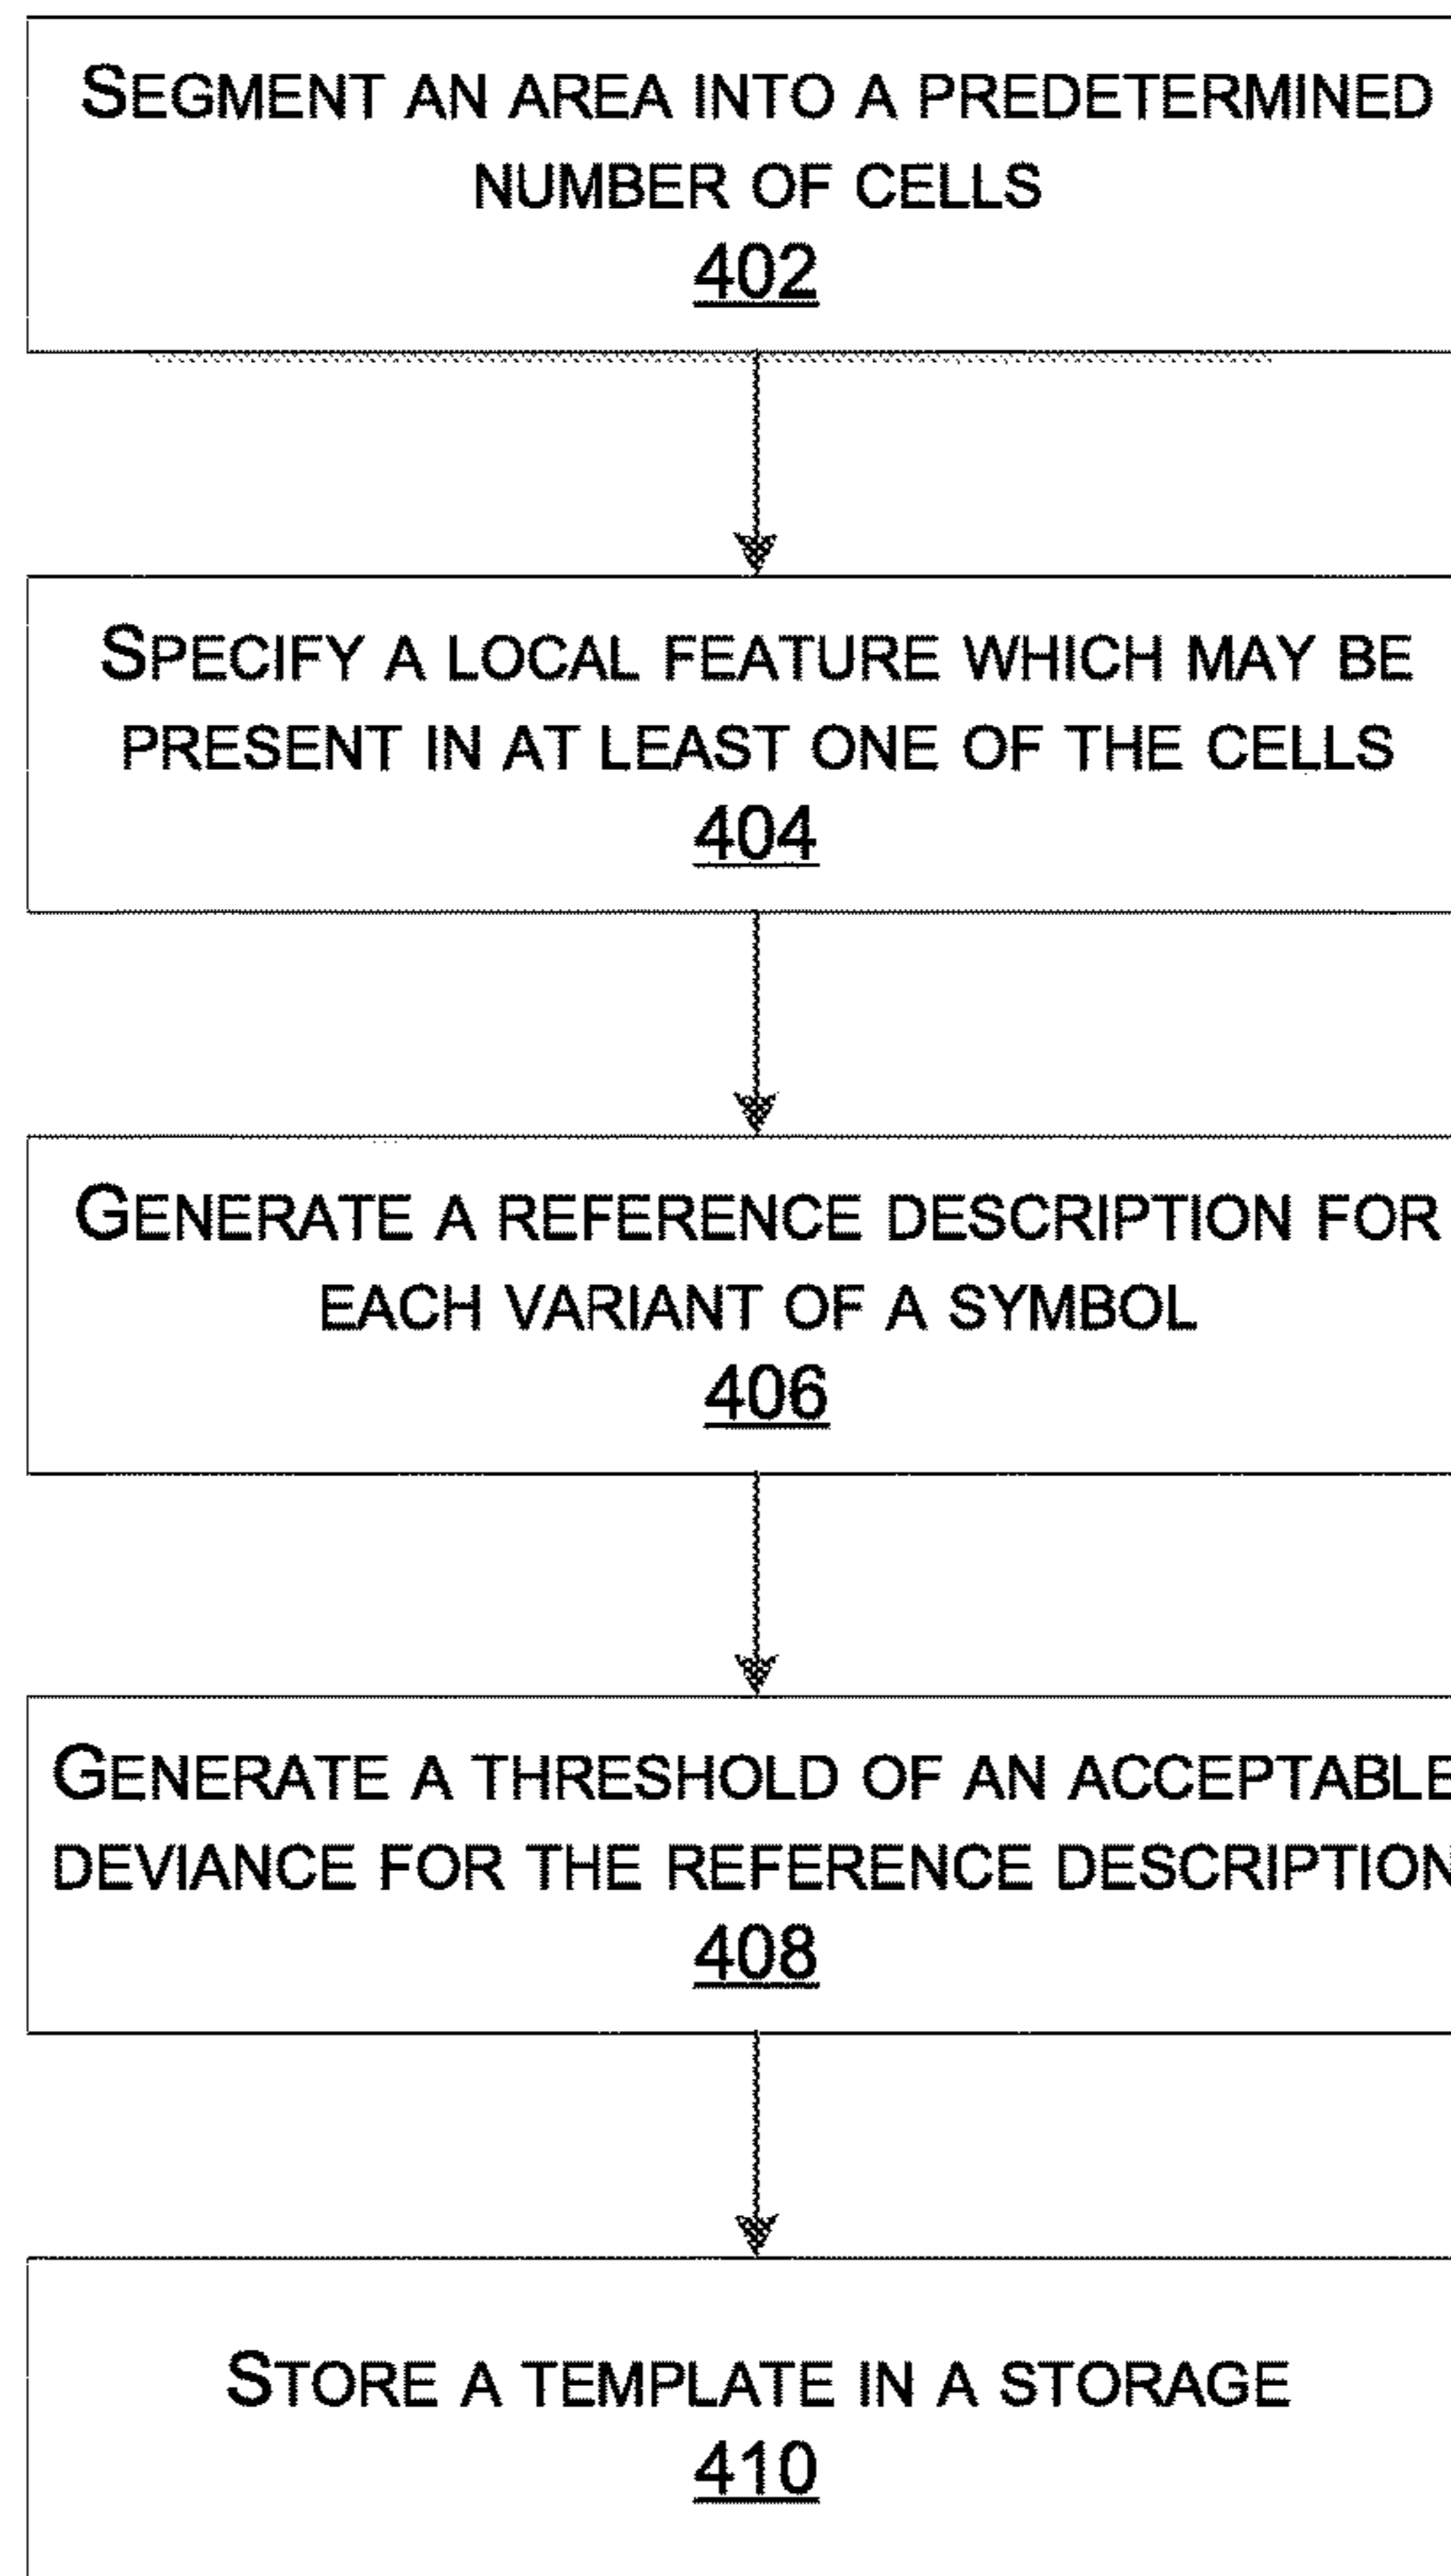 SEGMENT AN AREA INTO A PREDETERMINED
NUMBER OF CELLS
402
SPECIFY A LOCAL FEATURE WHICH MAY BE
PRESENT IN AT LEAST ONE OF THE CELLS
404
GENERATE A REFERENCE DESCRIPTION FOR
EACH VARIANT OF A SYMBOL
406
GENERATE A THRESHOLD OF AN ACCEPTABLE
DEVIANCE FOR THE REFERENCE DESCRIPTION
408
STORE A TEMPLATE IN A STORAGE
410